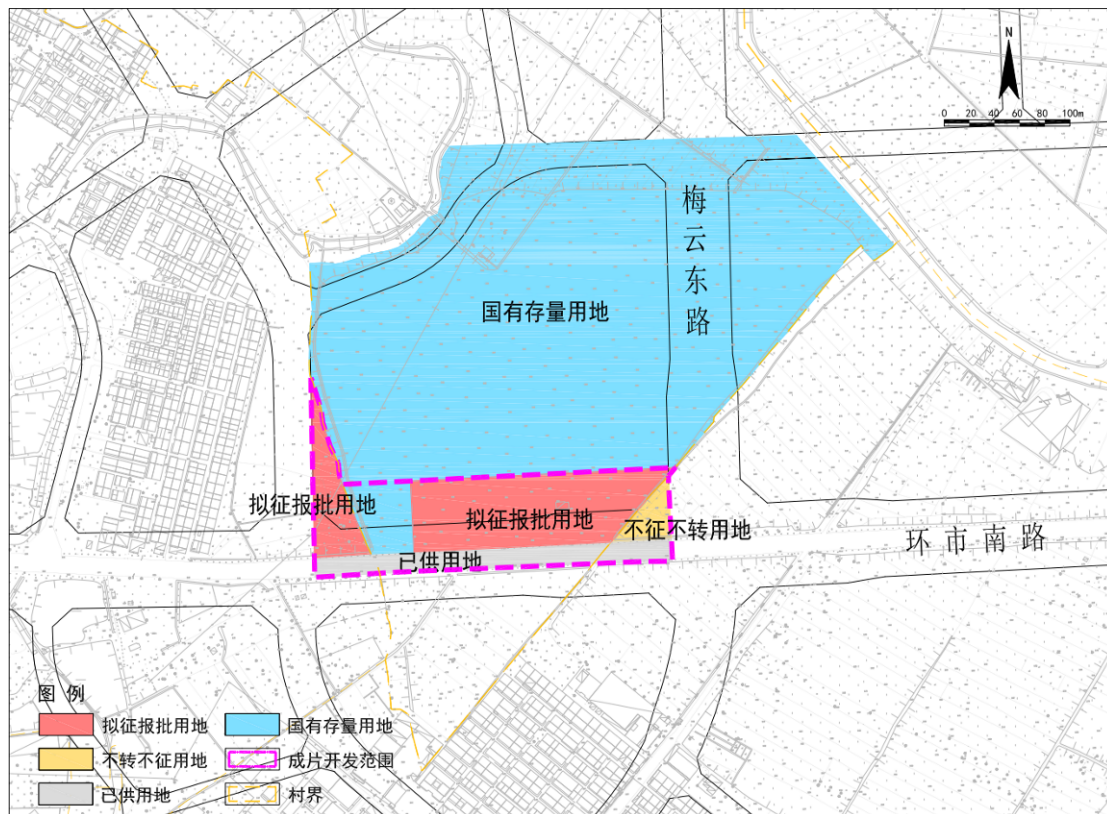 N
0 20 40 60 80 100m
梅云东路
国有存量用地
拟征报批用地
拟征报批用地
不征不转用地
已供用地
环市南路
图例
拟征报批用地
国有存量用地
不转不征用地
成片开发范围
已供用地
村界